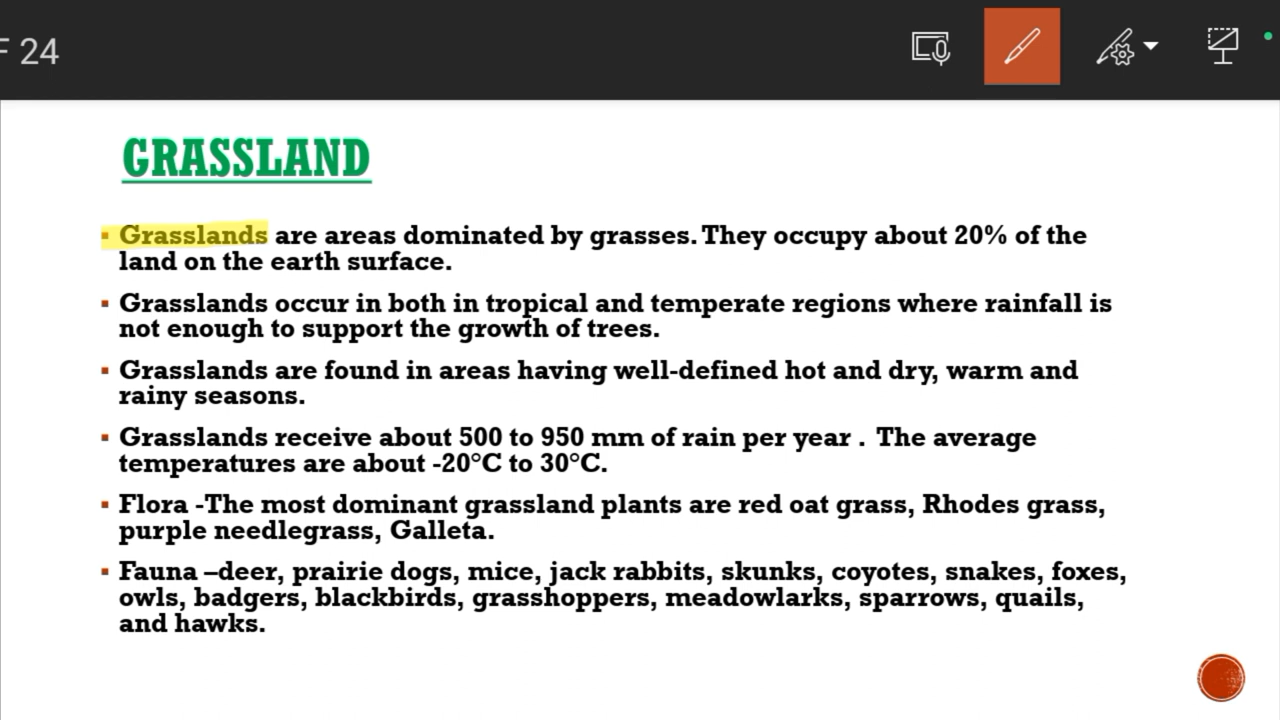 F 24
GRASSLAND
▪ Grasslands are areas dominated by grasses. They occupy about 20% of the
land on the earth surface.
▪ Grasslands occur in both in tropical and temperate regions where rainfall is
not enough to support the growth of trees.
▪ Grasslands are found in areas having well-defined hot and dry, warm and
rainy seasons.
▪ Grasslands receive about 500 to 950 mm of rain per year . The average
temperatures are about -20°C to 30°C.
▪ Flora -The most dominant grassland plants are red oat grass, Rhodes grass,
purple needlegrass, Galleta.
▪ Fauna –deer, prairie dogs, mice, jack rabbits, skunks, coyotes, snakes, foxes,
owls, badgers, blackbirds, grasshoppers, meadowlarks, sparrows, quails,
and hawks.